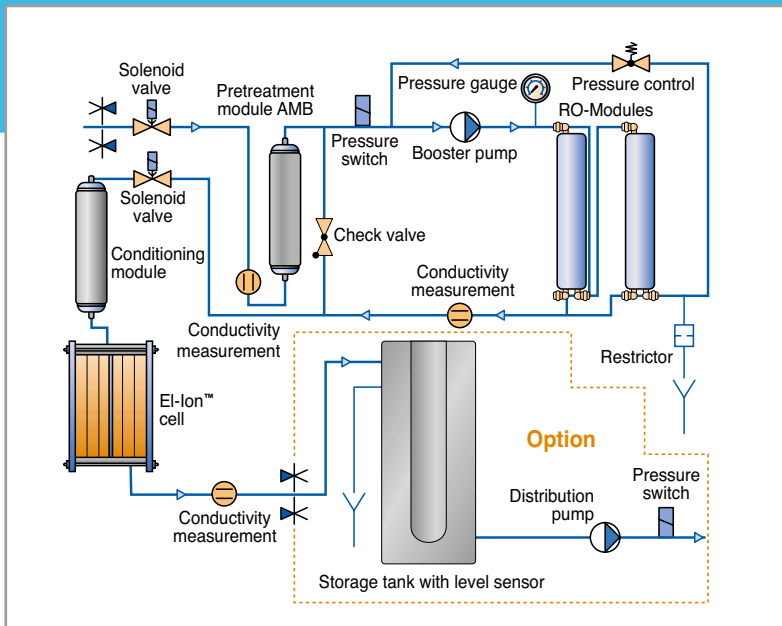 Solenoid
valve
Pretreatment
module AMB
Pressure gauge
Pressure control
RO-Modules
Pressure
switch
Booster pump
Solenoid
valve
Conditioning
module
Check valve
Conductivity
measurement
Conductivity
measurement
Restrictor
El-Ion™
cell
Option
Pressure
switch
Distribution
pump
Conductivity
measurement
Storage tank with level sensor